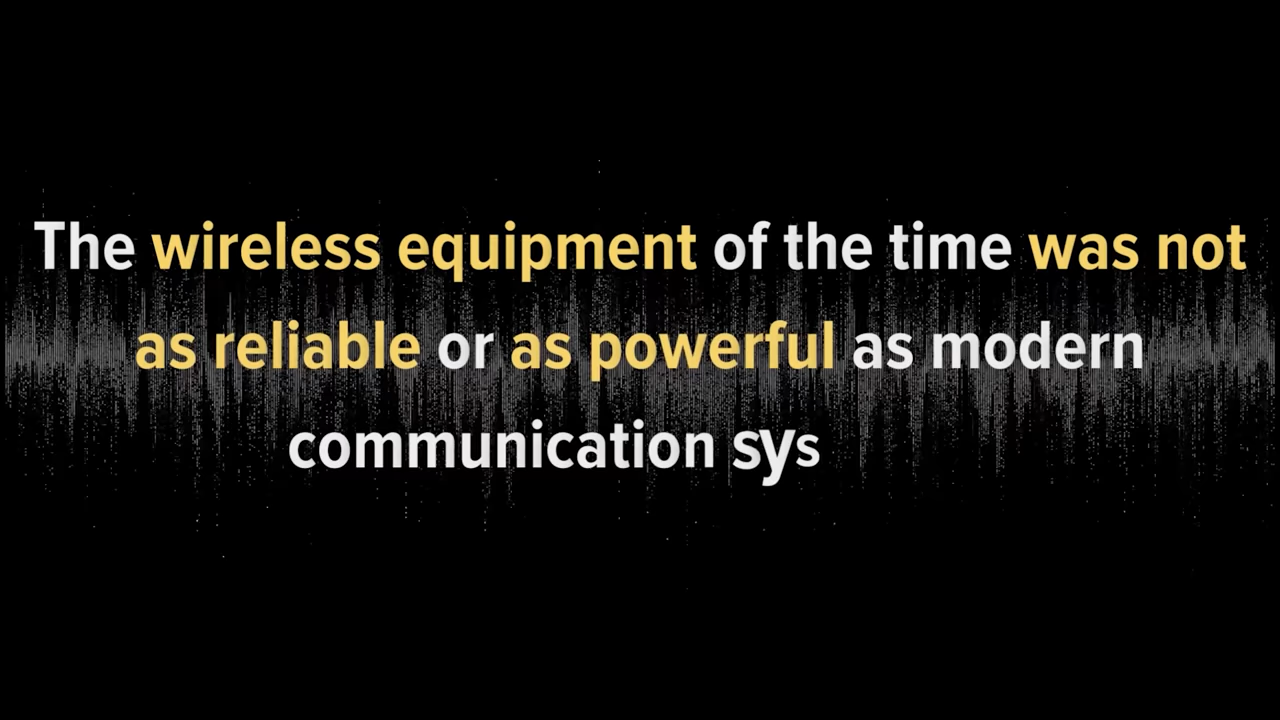 The wireless equipment of the time was not
as reliable or as powerful as modern
communication sys